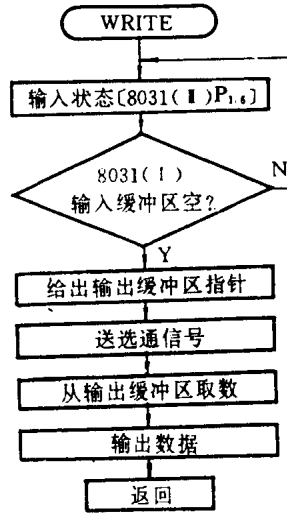 WRITE
输入状态〔8031(Ⅱ)P₁.₆〕
8031(Ⅰ)
输入缓冲区空?
N
Y
给出输出缓冲区指针
送选通信号
从输出缓冲区取数
输出数据
返回